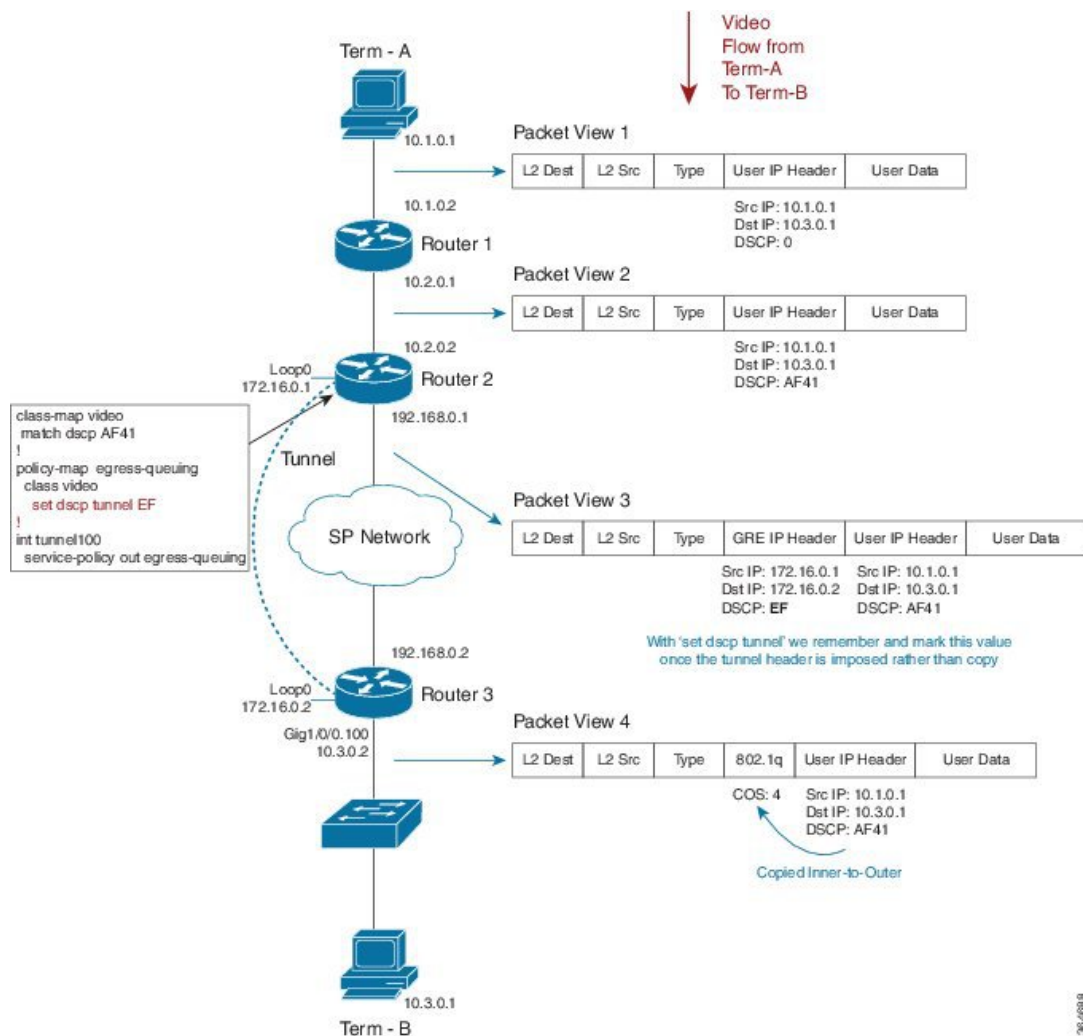 Video
Flow from
Term-A
To Term-B
Term - A
10.1.0.1
Packet View 1
L2 Dest L2 Src Type User IP Header User Data
Src IP: 10.1.0.1
Dst IP: 10.3.0.1
DSCP: 0
10.1.0.2
Router 1
10.2.0.1
Packet View 2
L2 Dest L2 Src Type User IP Header User Data
Src IP: 10.1.0.1
Dst IP: 10.3.0.1
DSCP: AF41
10.2.0.2
Loop0
172.16.0.1
Router 2
192.168.0.1
class-map video
match dscp AF41
!
policy-map egress-queuing
class video
set dscp tunnel EF
!
int tunnel100
service-policy out egress-queuing
Tunnel
SP Network
Packet View 3
L2 Dest L2 Src Type GRE IP Header User IP Header User Data
Src IP: 172.16.0.1
Dst IP: 172.16.0.2
DSCP: EF
Src IP: 10.1.0.1
Dst IP: 10.3.0.1
DSCP: AF41
With 'set dscp tunnel' we remember and mark this value
once the tunnel header is imposed rather than copy
192.168.0.2
Loop0
172.16.0.2
Router 3
Gig1/0/0.100
10.3.0.2
Packet View 4
L2 Dest L2 Src Type 802.1q User IP Header User Data
COS: 4
Src IP: 10.1.0.1
Dst IP: 10.3.0.1
DSCP: AF41
Copied Inner-to-Outer
10.3.0.1
Term - B